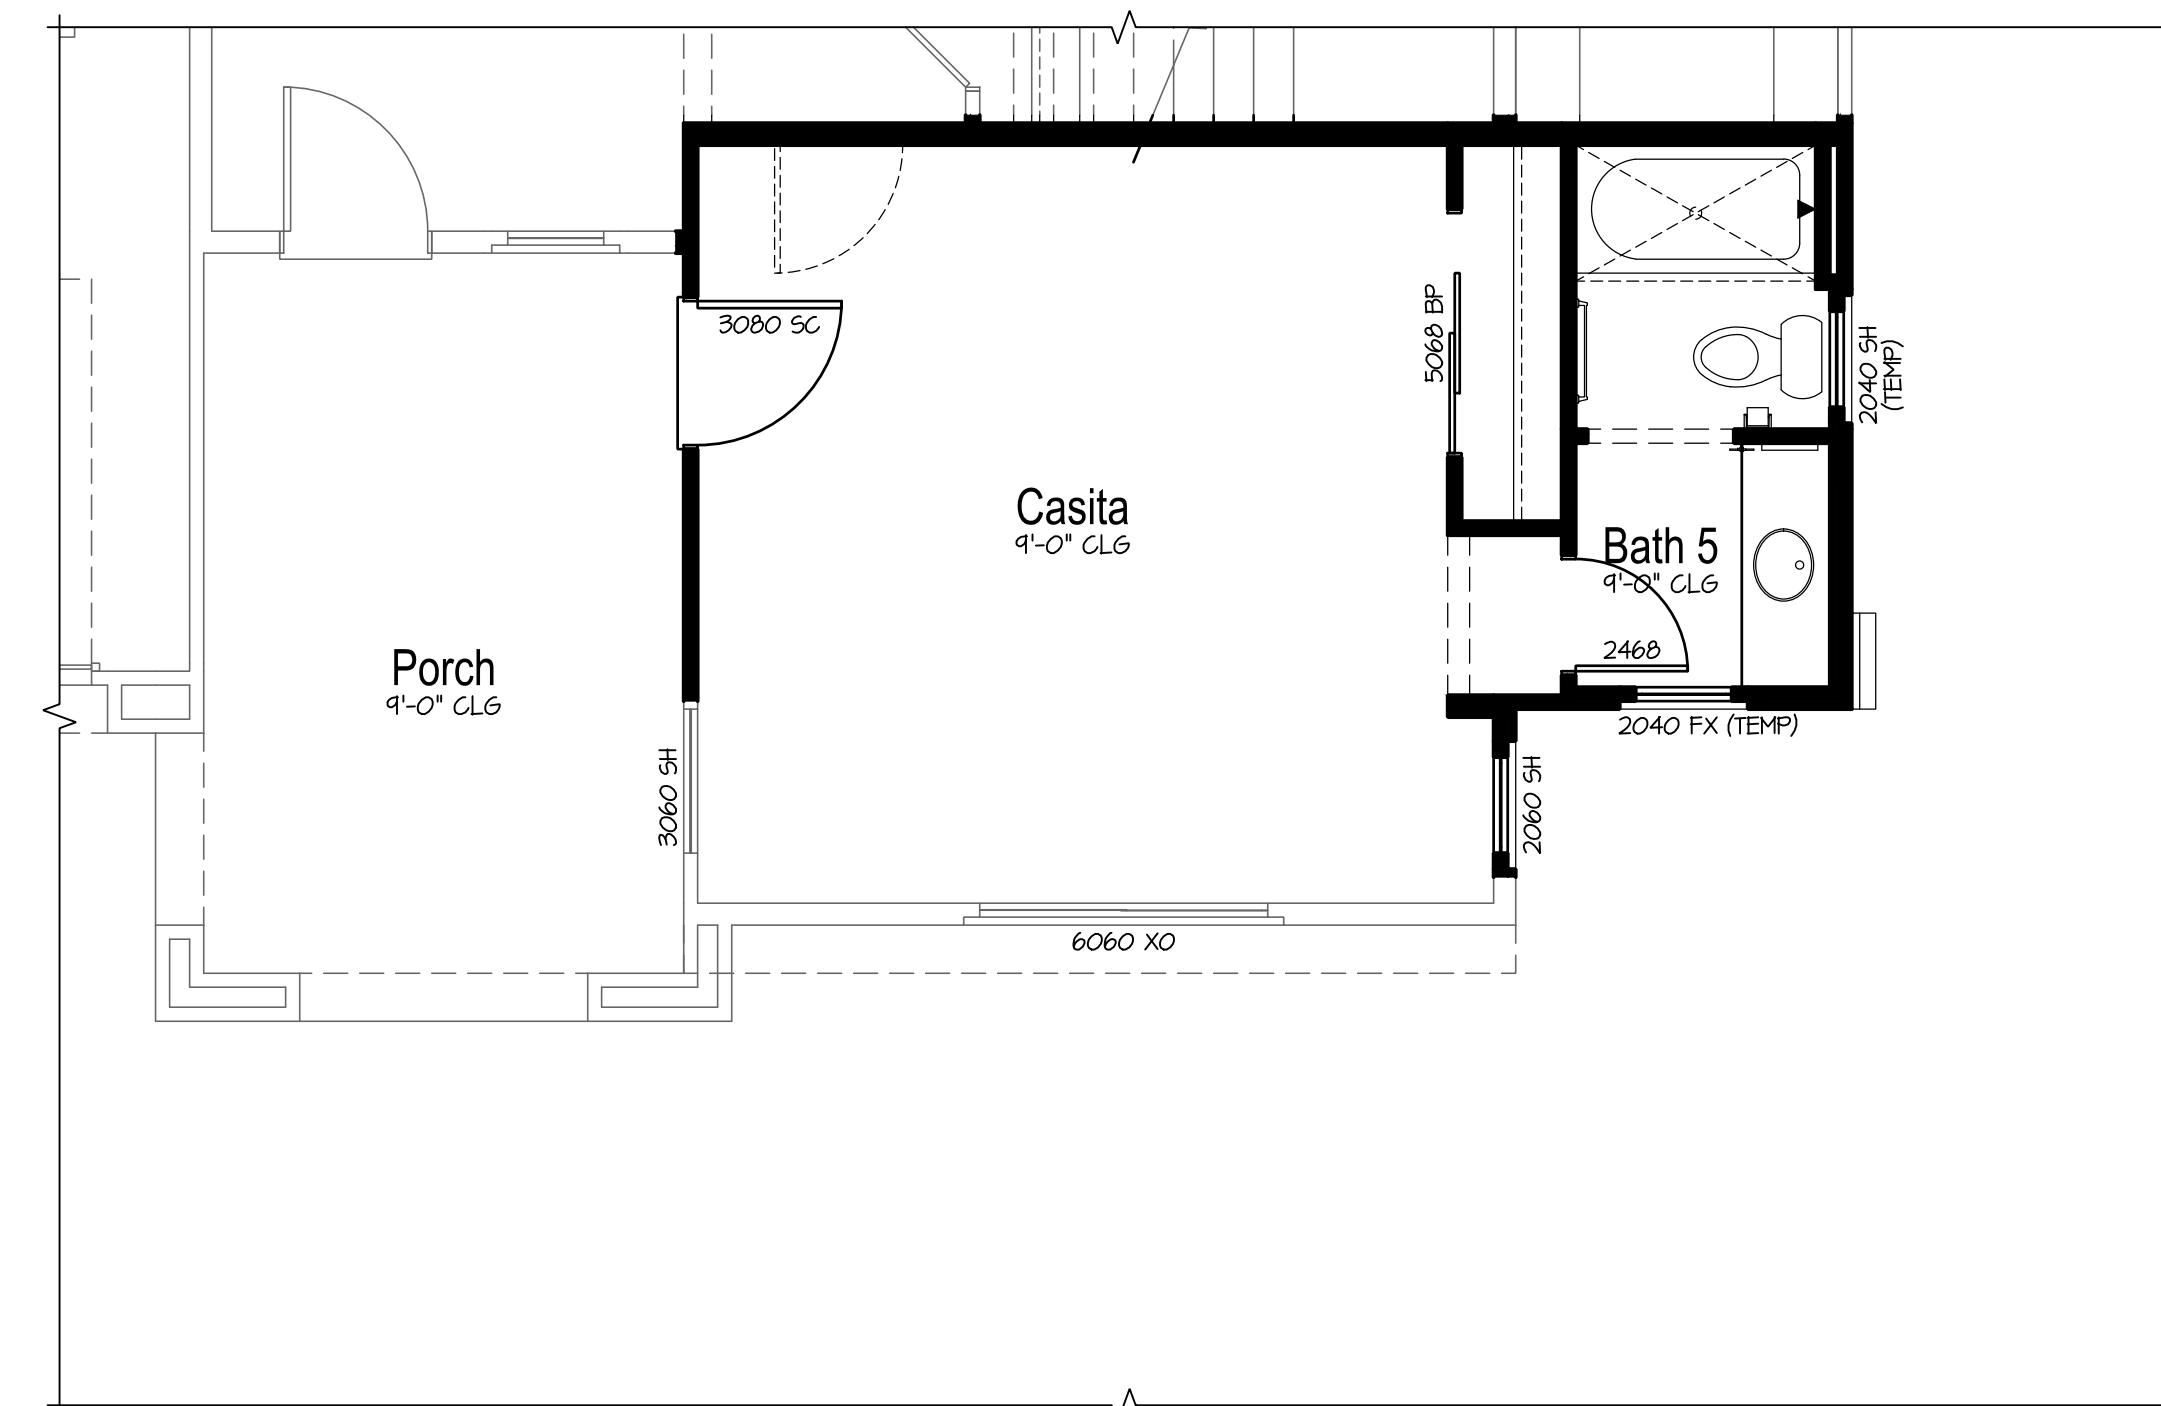 3080 SC
5068 BP
2040 SH
(TEMP)
Casita
9'-0" CLG
Bath 5
9'-0" CLG
2468
Porch
9'-0" CLG
3060 SH
2040 FX (TEMP)
2060 SH
6060 XO